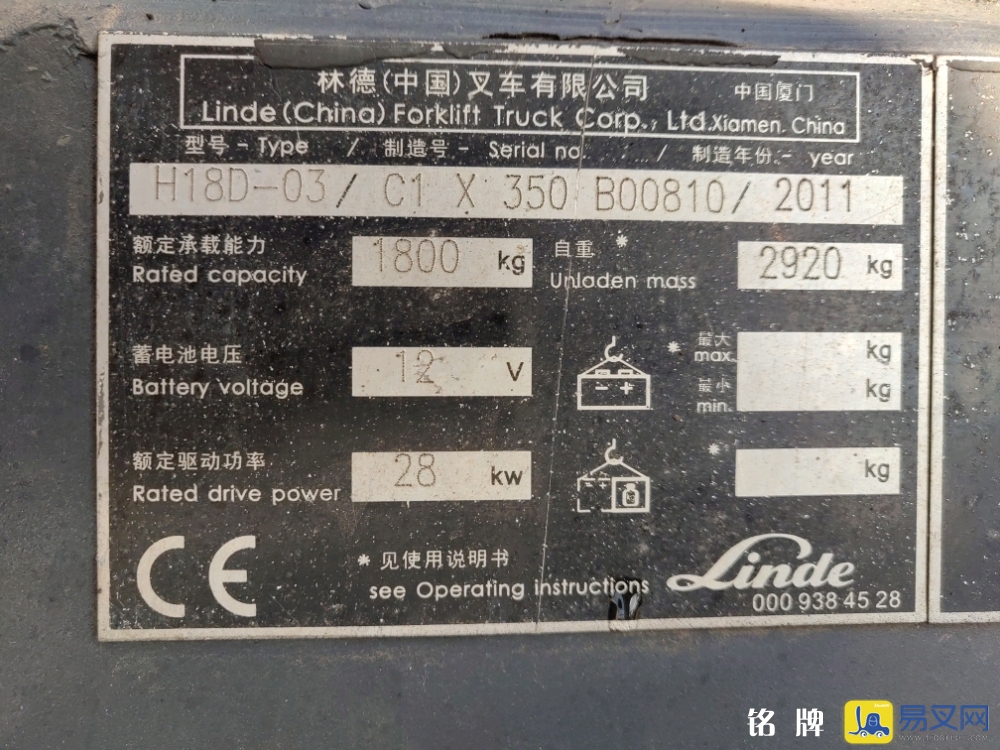 林德(中国)叉车有限公司 中国厦门
Linde (China) Forklift Truck Corp., Ltd. Xiamen. China
型号 - Type / 制造号 - Serial no. / 制造年份 - year
H18D-03/ C1 X 350 B00810/ 2011
额定承载能力 1800 kg 自重 *
Rated capacity Unladen mass 2920 kg
蓄电池电压 12 V * 最大 max. kg
Battery voltage - + 最小 min. kg
额定驱动功率 28 kw * kg
Rated drive power
CE
* 见使用说明书
see Operating instructions
Linde
000 938 45 28
铭牌 易叉网